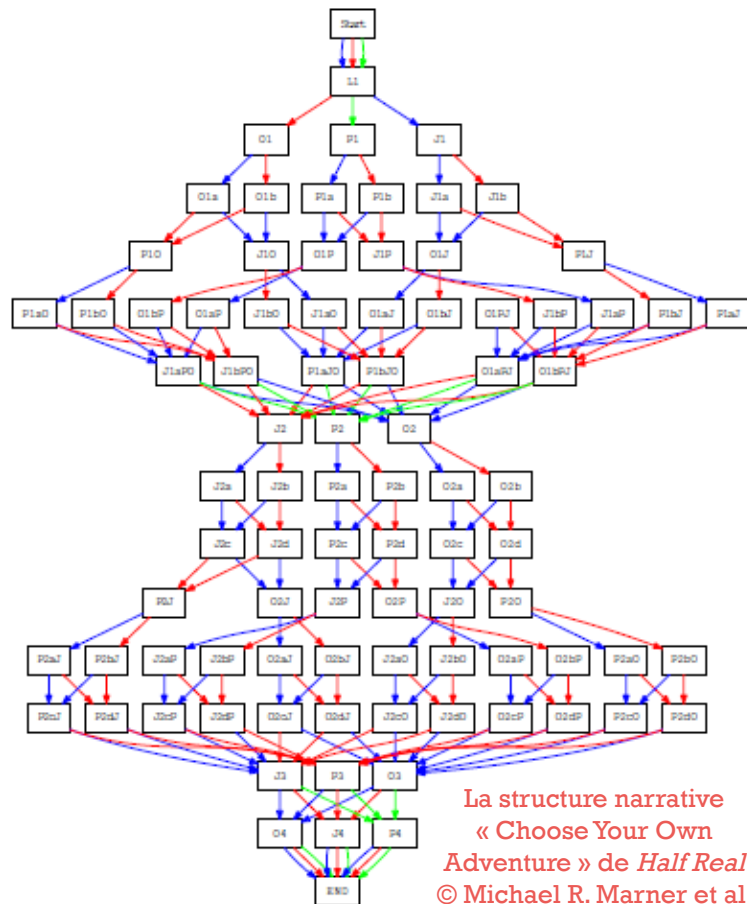 Start
L1
O1 P1 J1
O1a O1b P1a P1b J1a J1b
P1O J1O O1P J1P O1J P1J
P1aO P1bO O1bP O1aP J1bO J1aO O1aJ O1bJ O1PJ J1bP J1aP P1bJ P1aJ
J1aPO J1bPO P1aJO P1bJO O1aPJ O1bPJ
J2 P2 O2
J2a J2b P2a P2b O2a O2b
J2c J2d P2c P2d O2c O2d
P2J O2J J2P O2P J2O P2O
P2aJ P2bJ J2aP J2bP O2aJ O2bJ J2aO J2bO O2aP O2bP P2aO P2bO
P2cJ P2dJ J2cP J2dP O2cJ O2dJ J2cO J2dO O2cP O2dP P2cO P2dO
J3 P3 O3
O4 J4 P4
END
La structure narrative
« Choose Your Own
Adventure » de Half Real
© Michael R. Marner et al